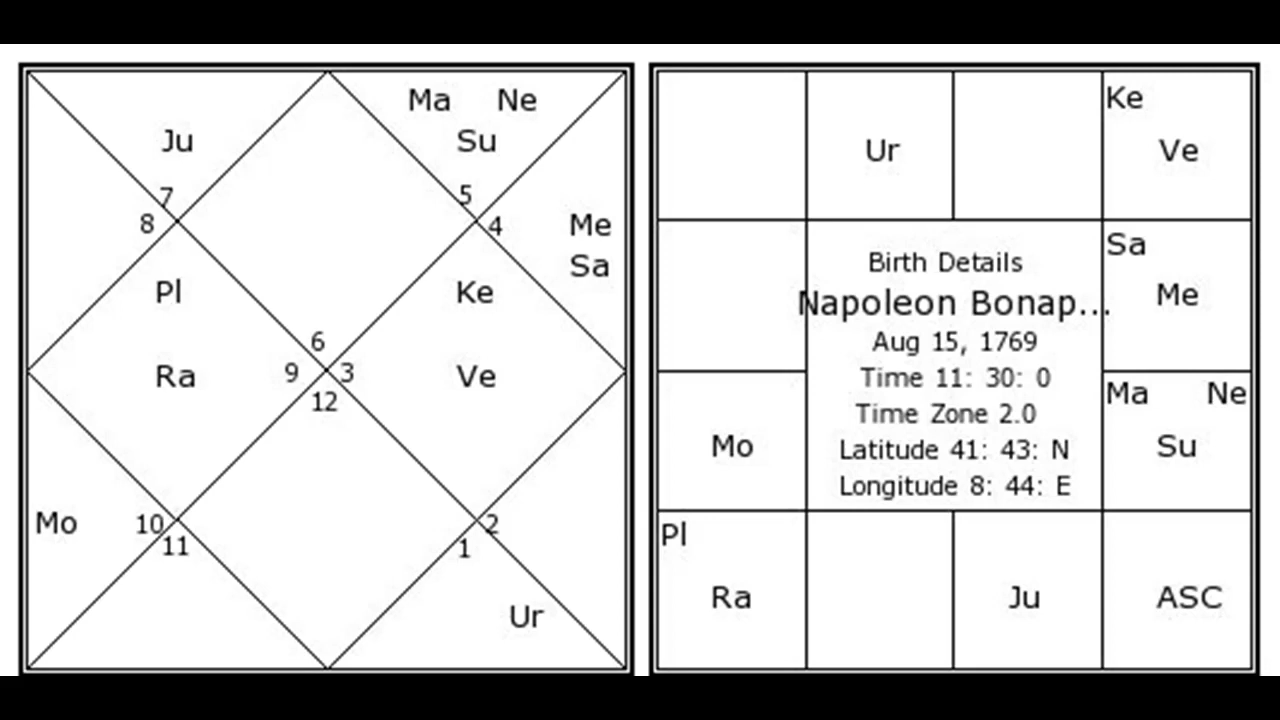 Ma Ne
Ju Su
7 5
8 4 Me
Sa
Pl Ke
6
Ra 9 3 Ve
12
Mo 10 2
11 1
Ur
Ke
Ur Ve
Sa
Me
Birth Details
Napoleon Bonap...
Aug 15, 1769
Time 11: 30: 0
Time Zone 2.0
Latitude 41: 43: N
Longitude 8: 44: E
Ma Ne
Mo Su
Pl
Ra Ju ASC